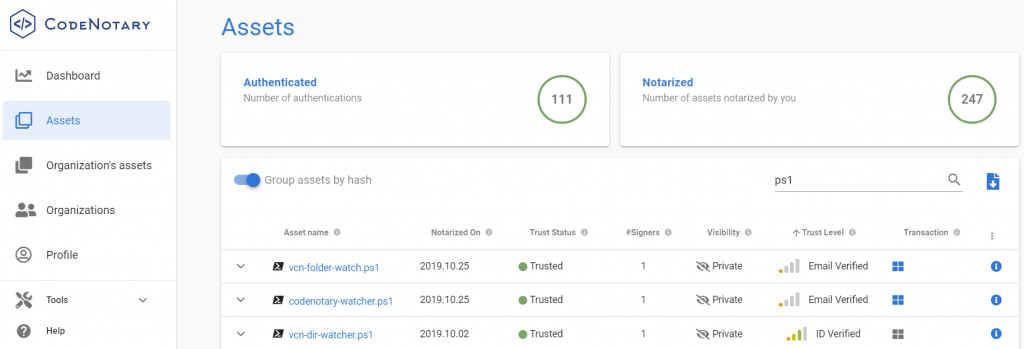 CODENOTARY
Dashboard
Assets
Organization's assets
Organizations
Profile
Tools
Help
Assets
Authenticated
Number of authentications
111
Notarized
Number of assets notarized by you
247
Group assets by hash
ps1
Asset name Notarized On Trust Status #Signers Visibility Trust Level Transaction
vcn-folder-watch.ps1 2019.10.25 Trusted 1 Private Email Verified
codenotary-watcher.ps1 2019.10.25 Trusted 1 Private Email Verified
vcn-dir-watcher.ps1 2019.10.02 Trusted 1 Private ID Verified